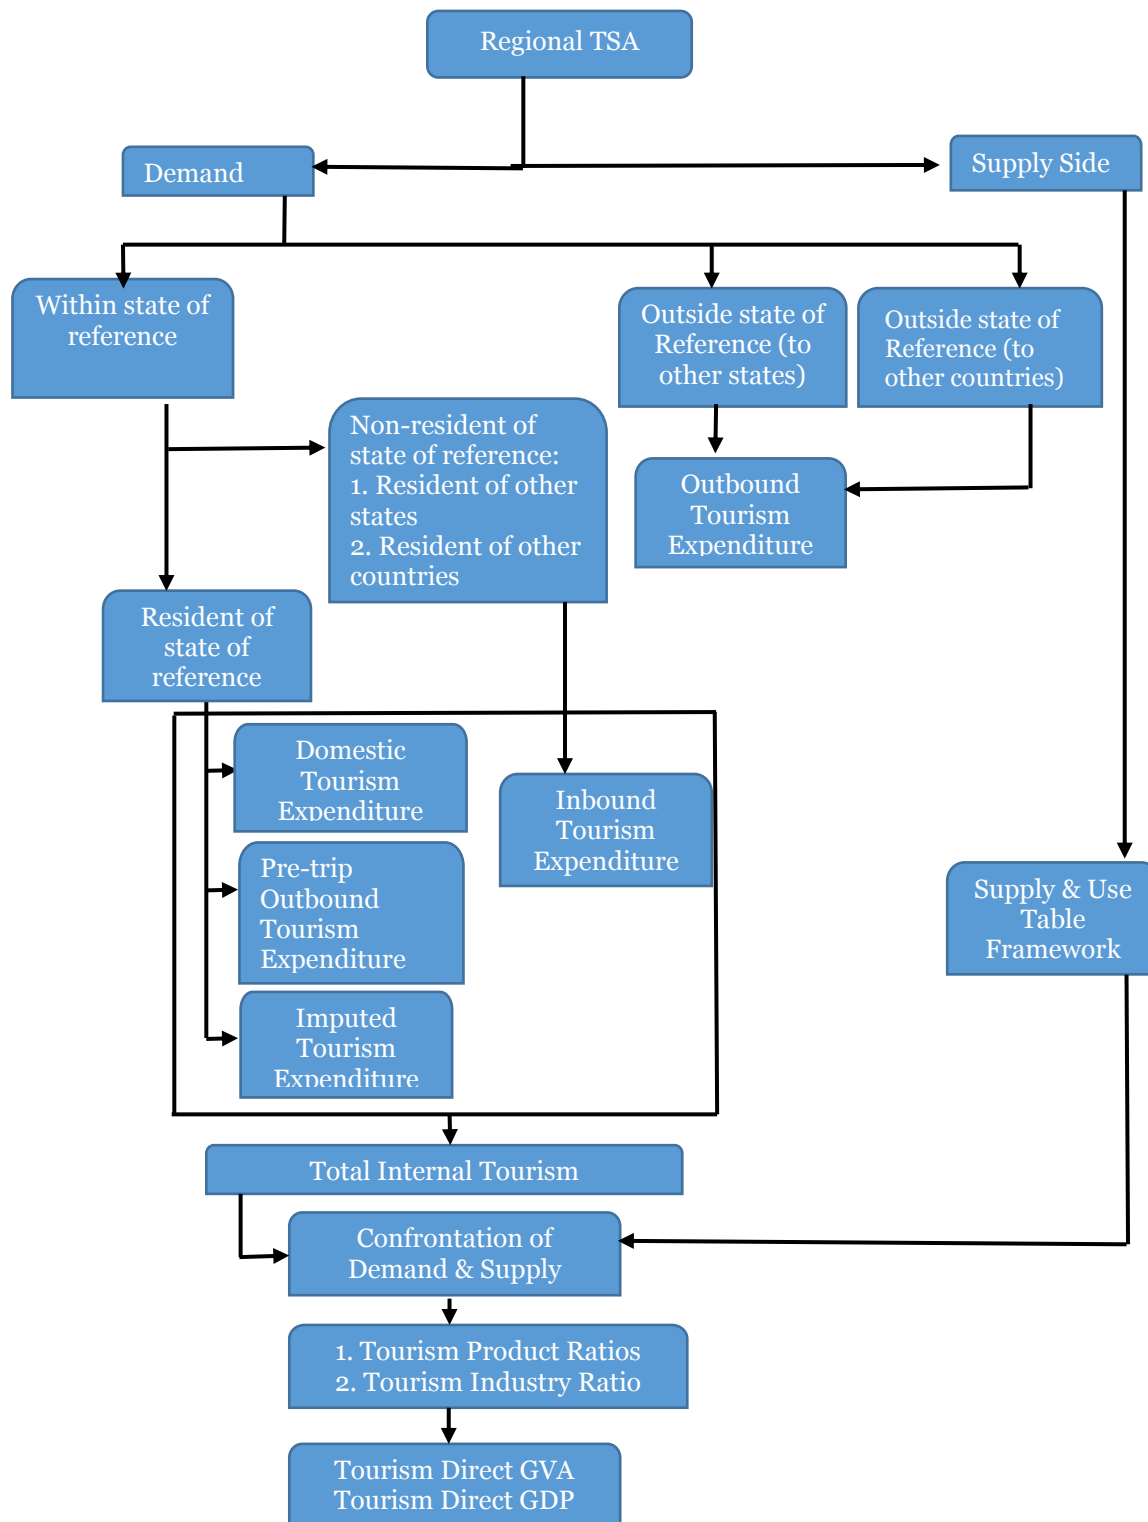 Regional TSA
Demand
Supply Side
Within state of
reference
Outside state of
Reference (to
other states)
Outside state of
Reference (to
other countries)
Non-resident of
state of reference:
1. Resident of other
states
2. Resident of other
countries
Outbound
Tourism
Expenditure
Resident of
state of
reference
Domestic
Tourism
Expenditure
Inbound
Tourism
Expenditure
Pre-trip
Outbound
Tourism
Expenditure
Supply & Use
Table
Framework
Imputed
Tourism
Expenditure
Total Internal Tourism
Confrontation of
Demand & Supply
1. Tourism Product Ratios
2. Tourism Industry Ratio
Tourism Direct GVA
Tourism Direct GDP